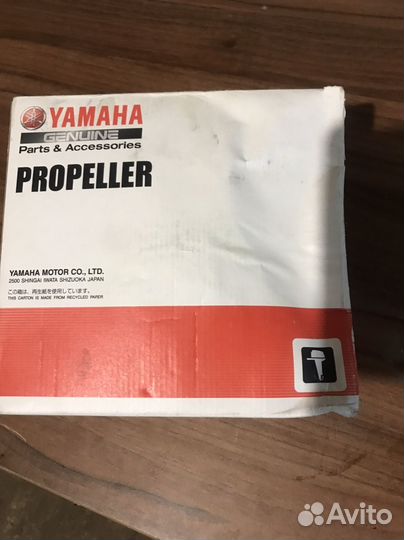 YAMAHA
GENUINE
Parts & Accessories
PROPELLER
YAMAHA MOTOR CO., LTD.
2500 SHINGAI IWATA SHIZUOKA JAPAN
この箱は、再生紙を使用しています。
THIS CARTON IS MADE FROM RECYCLED PAPER
Avito